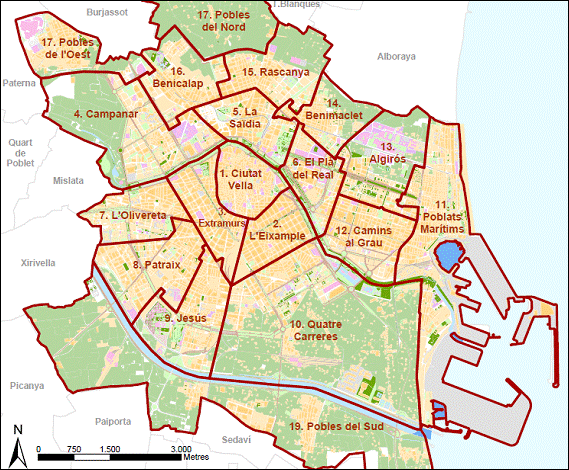 Burjassot
T.Blanques
17. Pobles
del Nord
17. Pobles
de l'Oest
Alboraya
16.
Benicalap
15. Rascanya
Paterna
4. Campanar
5. La
Saïdia
14.
Benimaclet
Quart
de
Poblet
13.
Algirós
6. El Pla
del Real
1. Ciutat
Vella
Mislata
11.
Poblats
Marítims
7. L'Olivereta
3.
Extramurs
2.
L'Eixample
12. Camins
al Grau
Xirivella
8. Patraix
9. Jesús
10. Quatre
Carreres
Picanya
Paiporta
19. Pobles del Sud
Sedaví
N
0 750 1.500 3.000
Metres